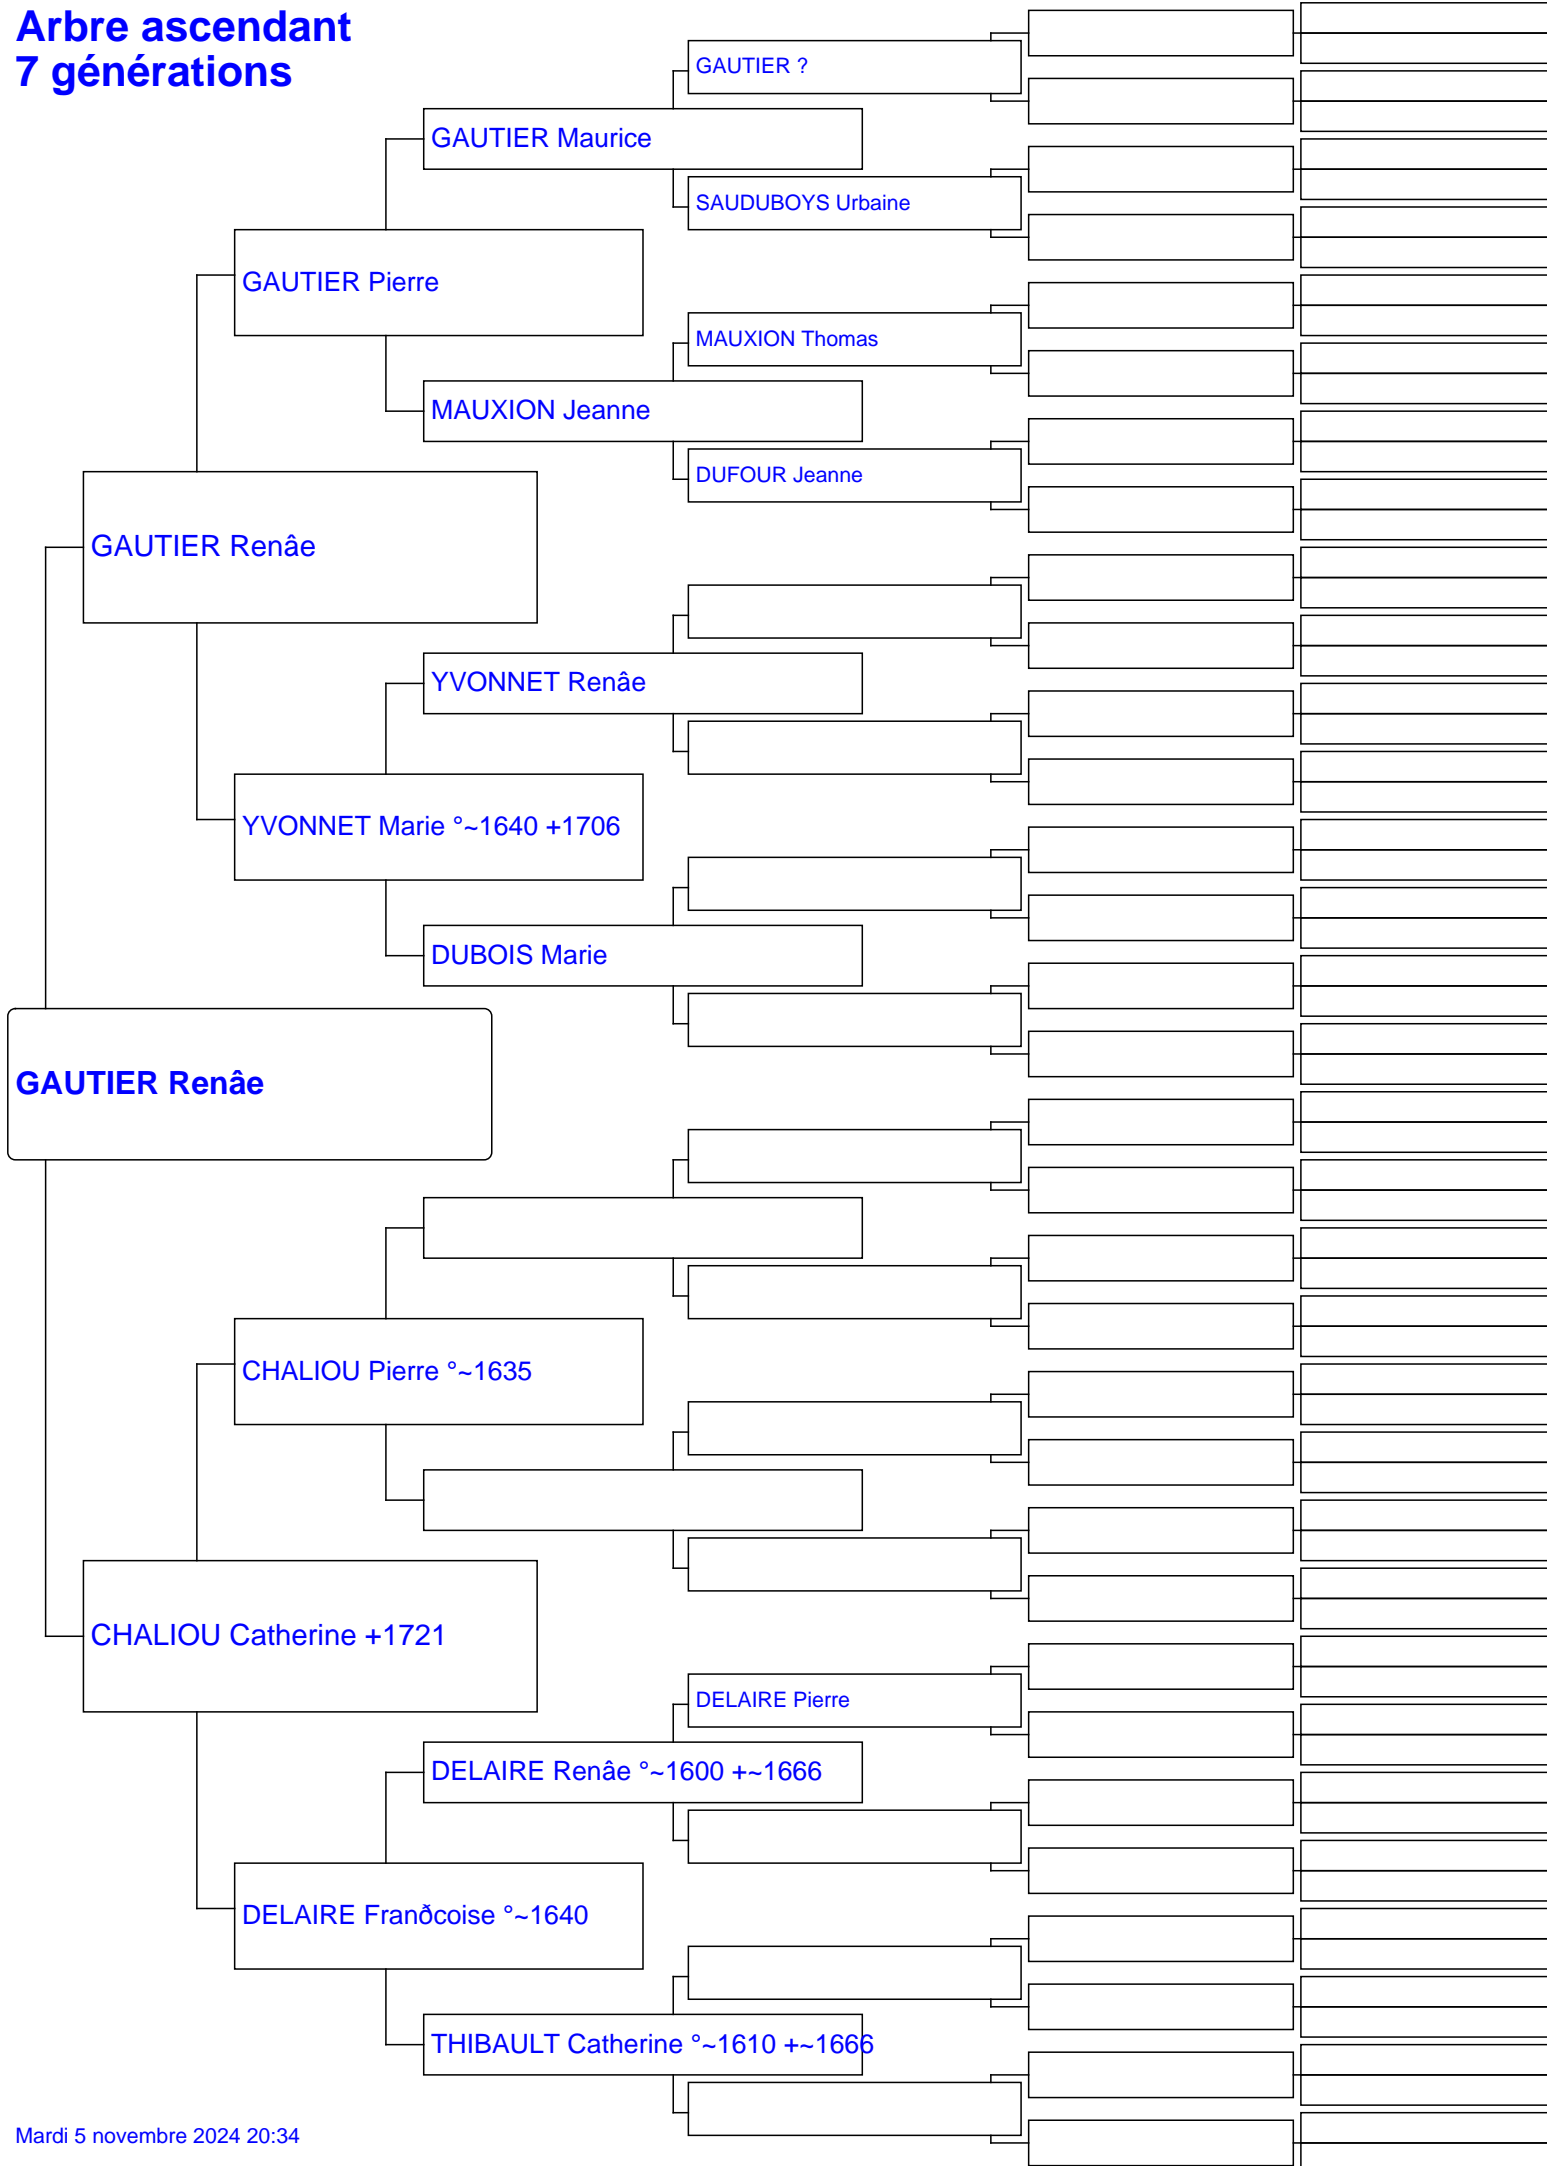 Arbre ascendant
7 générations
GAUTIER ?
GAUTIER Maurice
SAUDUBOYS Urbaine
GAUTIER Pierre
MAUXION Thomas
MAUXION Jeanne
DUFOUR Jeanne
GAUTIER Renâe
YVONNET Renâe
YVONNET Marie °~1640 +1706
DUBOIS Marie
GAUTIER Renâe
CHALIOU Pierre °~1635
CHALIOU Catherine +1721
DELAIRE Pierre
DELAIRE Renâe °~1600 +~1666
DELAIRE Franðcoise °~1640
THIBAULT Catherine °~1610 +~1666
Mardi 5 novembre 2024 20:34